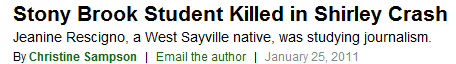 Stony Brook Student Killed in Shirley Crash
Jeanine Rescigno, a West Sayville native, was studying journalism.
By Christine Sampson | Email the author | January 25, 2011